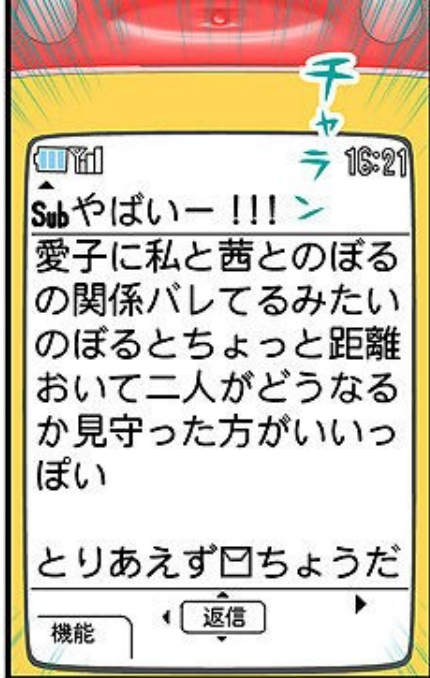 チャラン
16:21
Subやばいー!!!
愛子に私と茜とのぼる
の関係バレてるみたい
のぼるとちょっと距離
おいて二人がどうなる
か見守った方がいいっ
ぽい
とりあえず✉ちょうだ
機能
返信